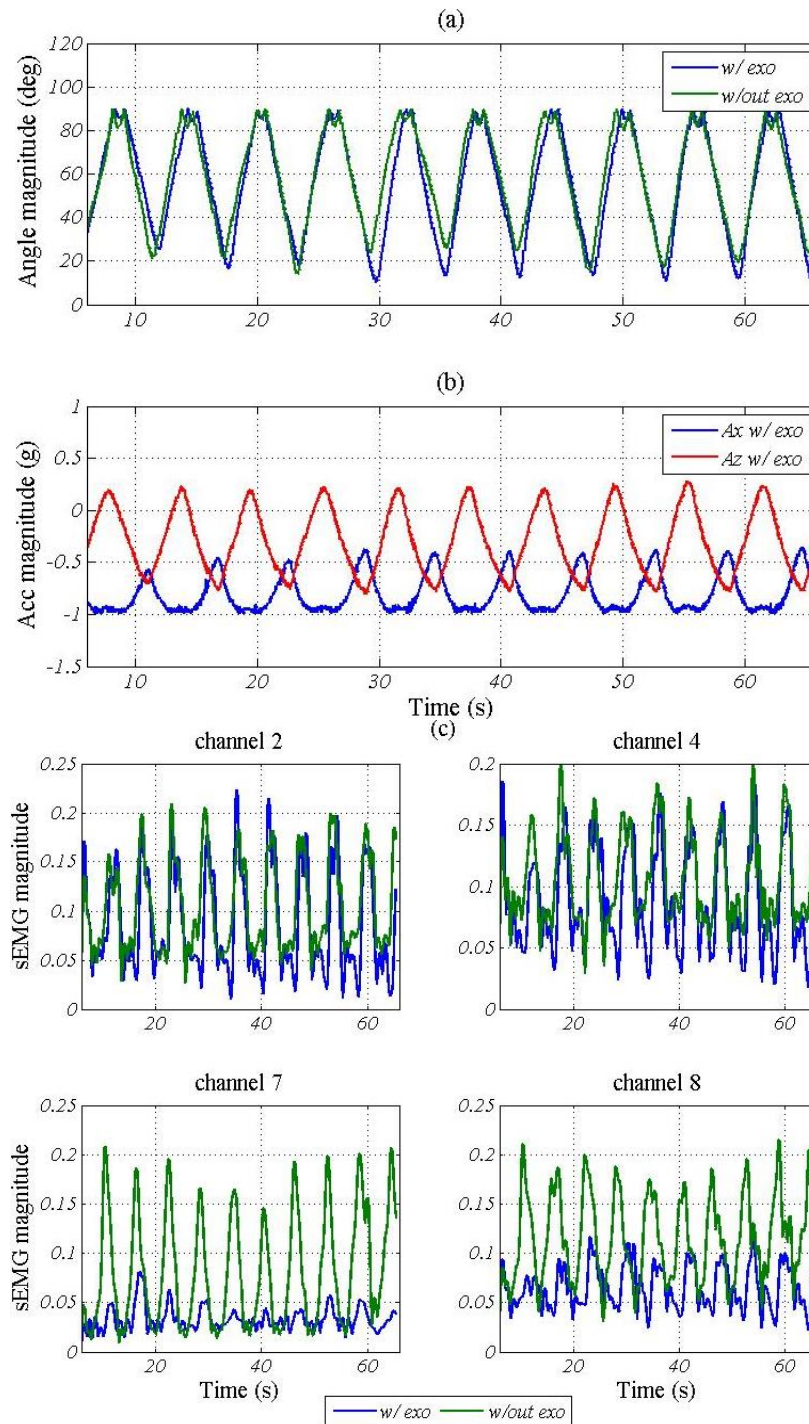 (a)
120
100
80
60
40
20
0
Angle magnitude (deg)
w/ exo
w/out exo
10 20 30 40 50 60
(b)
1
0.5
0
-0.5
-1
-1.5
Acc magnitude (g)
Ax w/ exo
Az w/ exo
10 20 30 40 50 60
Time (s)
(c)
channel 2
0.25
0.2
0.15
0.1
0.05
0
sEMG magnitude
20 40 60
channel 4
0.2
0.15
0.1
0.05
0
20 40 60
channel 7
0.25
0.2
0.15
0.1
0.05
0
sEMG magnitude
20 40 60
Time (s)
channel 8
0.25
0.2
0.15
0.1
0.05
0
20 40 60
Time (s)
w/ exo w/out exo